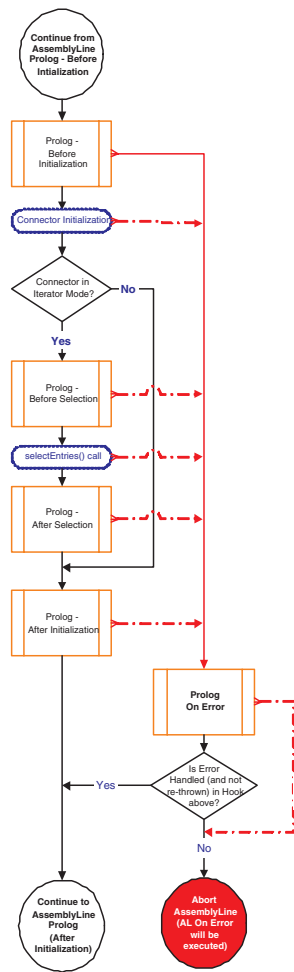 Continue from
AssemblyLine
Prolog - Before
Intialization
Prolog -
Before
Initialization
Connector Initialization
Connector in
Iterator Mode?
No
Yes
Prolog -
Before Selection
selectEntries() call
Prolog -
After Selection
Prolog -
After Initialization
Prolog
On Error
Is Error
Handled (and not
re-thrown) in Hook
above?
Yes
No
Continue to
AssemblyLine
Prolog
(After
Initialization)
Abort
AssemblyLine
(AL On Error
will be
executed)